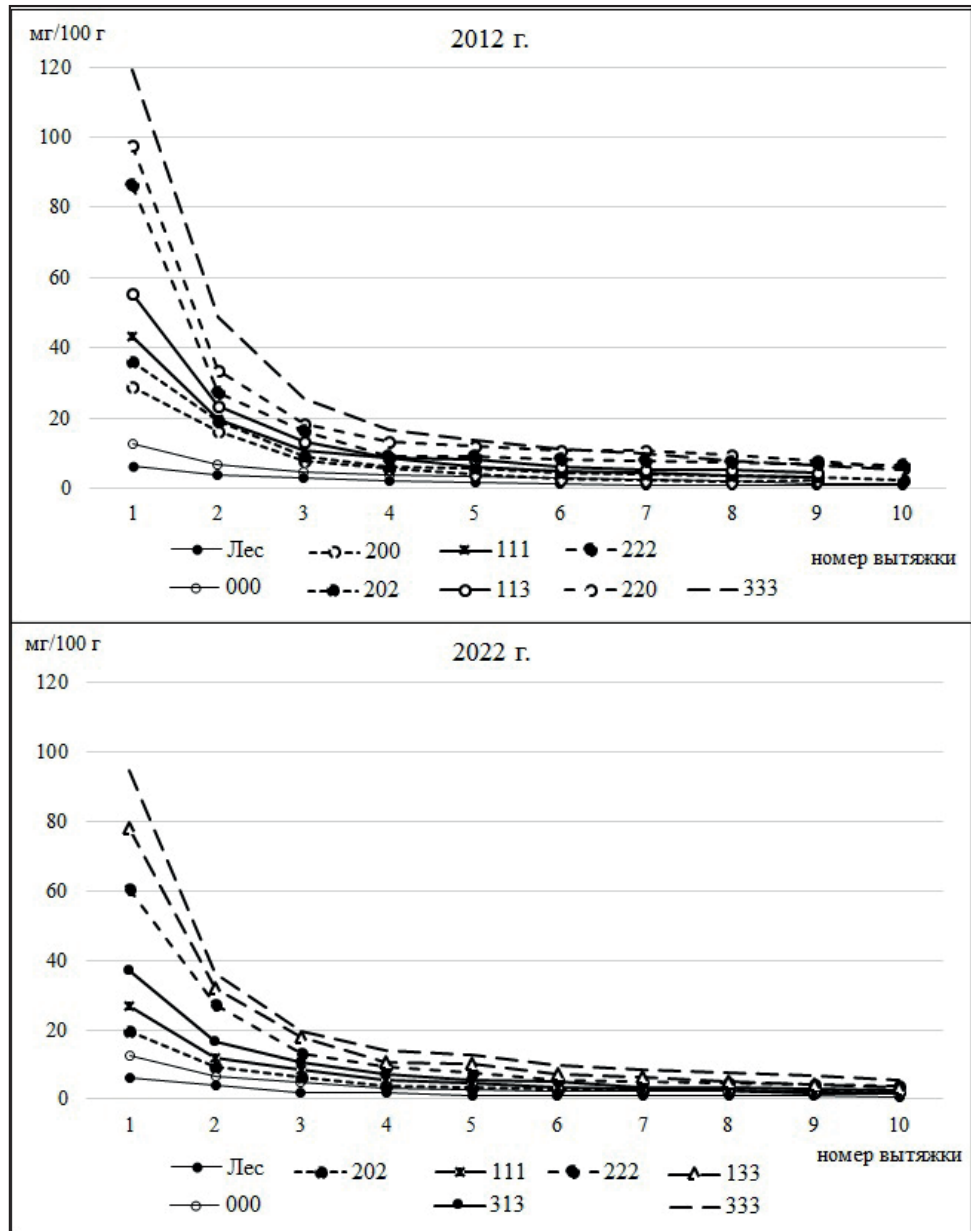 мг/100 г
2012 г.
120
100
80
60
40
20
0
1 2 3 4 5 6 7 8 9 10
номер вытяжки
Лес 200 111 222
000 202 113 220 333
мг/100 г
2022 г.
120
100
80
60
40
20
0
1 2 3 4 5 6 7 8 9 10
номер вытяжки
Лес 202 111 222 133
000 313 333